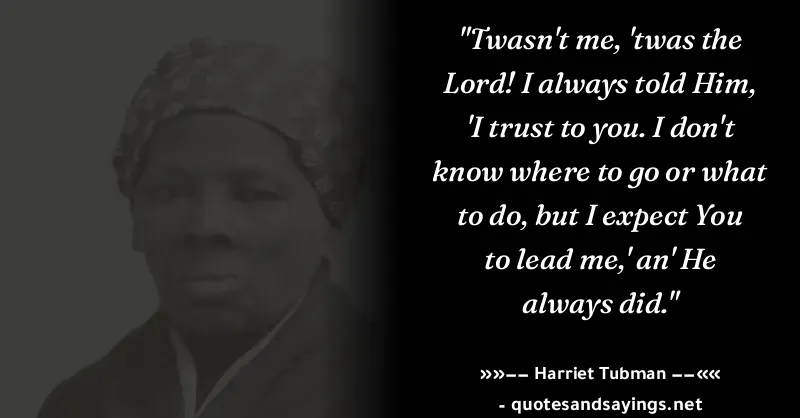 "Twasn't me, 'twas the
Lord! I always told Him,
'I trust to you. I don't
know where to go or what
to do, but I expect You
to lead me,' an' He
always did."
»»−− Harriet Tubman −−««
- quotesandsayings.net